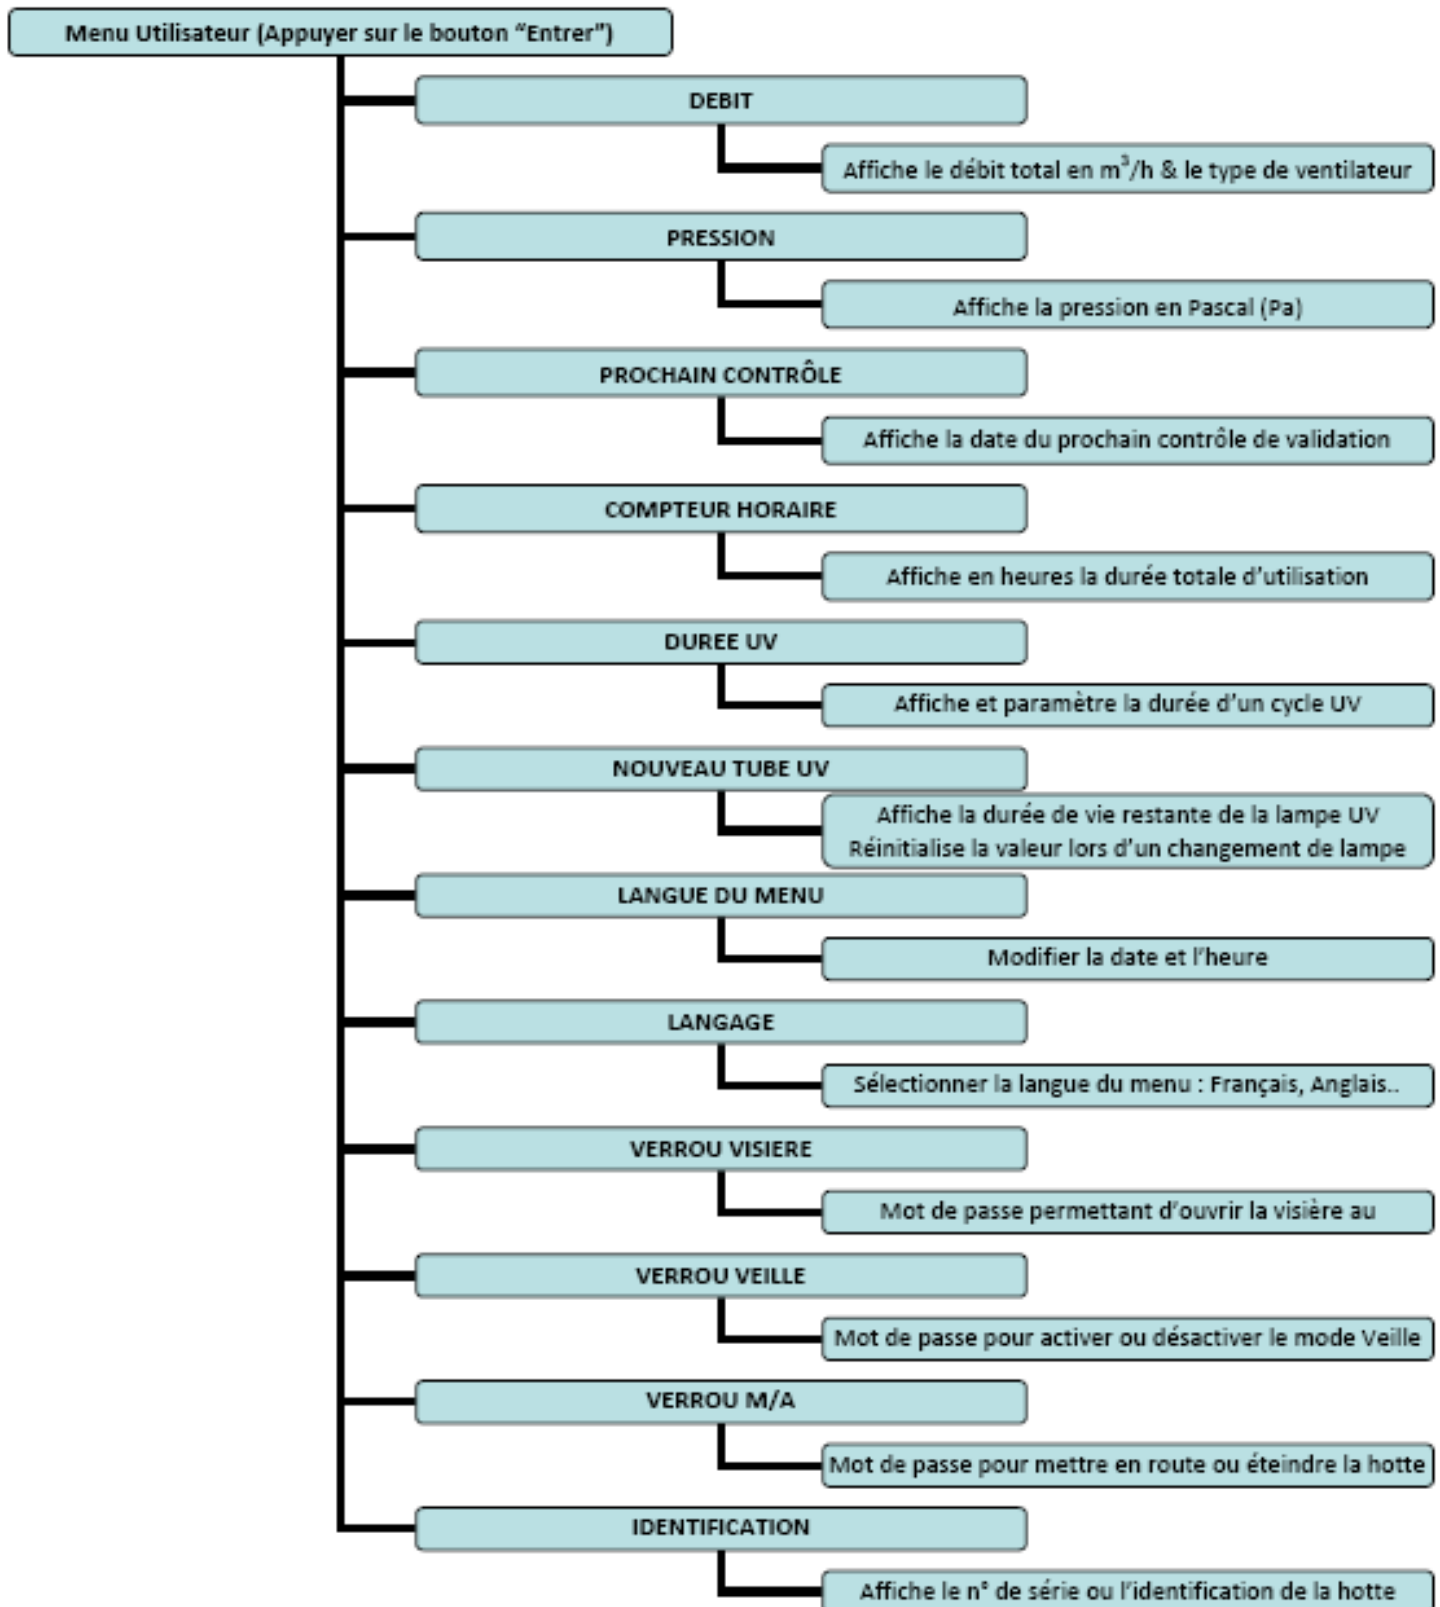 Menu Utilisateur (Appuyer sur le bouton “Entrer”)
DEBIT
Affiche le débit total en m³/h & le type de ventilateur
PRESSION
Affiche la pression en Pascal (Pa)
PROCHAIN CONTRÔLE
Affiche la date du prochain contrôle de validation
COMPTEUR HORAIRE
Affiche en heures la durée totale d’utilisation
DUREE UV
Affiche et paramètre la durée d’un cycle UV
NOUVEAU TUBE UV
Affiche la durée de vie restante de la lampe UV
Réinitialise la valeur lors d’un changement de lampe
LANGUE DU MENU
Modifier la date et l’heure
LANGAGE
Sélectionner la langue du menu : Français, Anglais..
VERROU VISIERE
Mot de passe permettant d’ouvrir la visière au
VERROU VEILLE
Mot de passe pour activer ou désactiver le mode Veille
VERROU M/A
Mot de passe pour mettre en route ou éteindre la hotte
IDENTIFICATION
Affiche le n° de série ou l’identification de la hotte